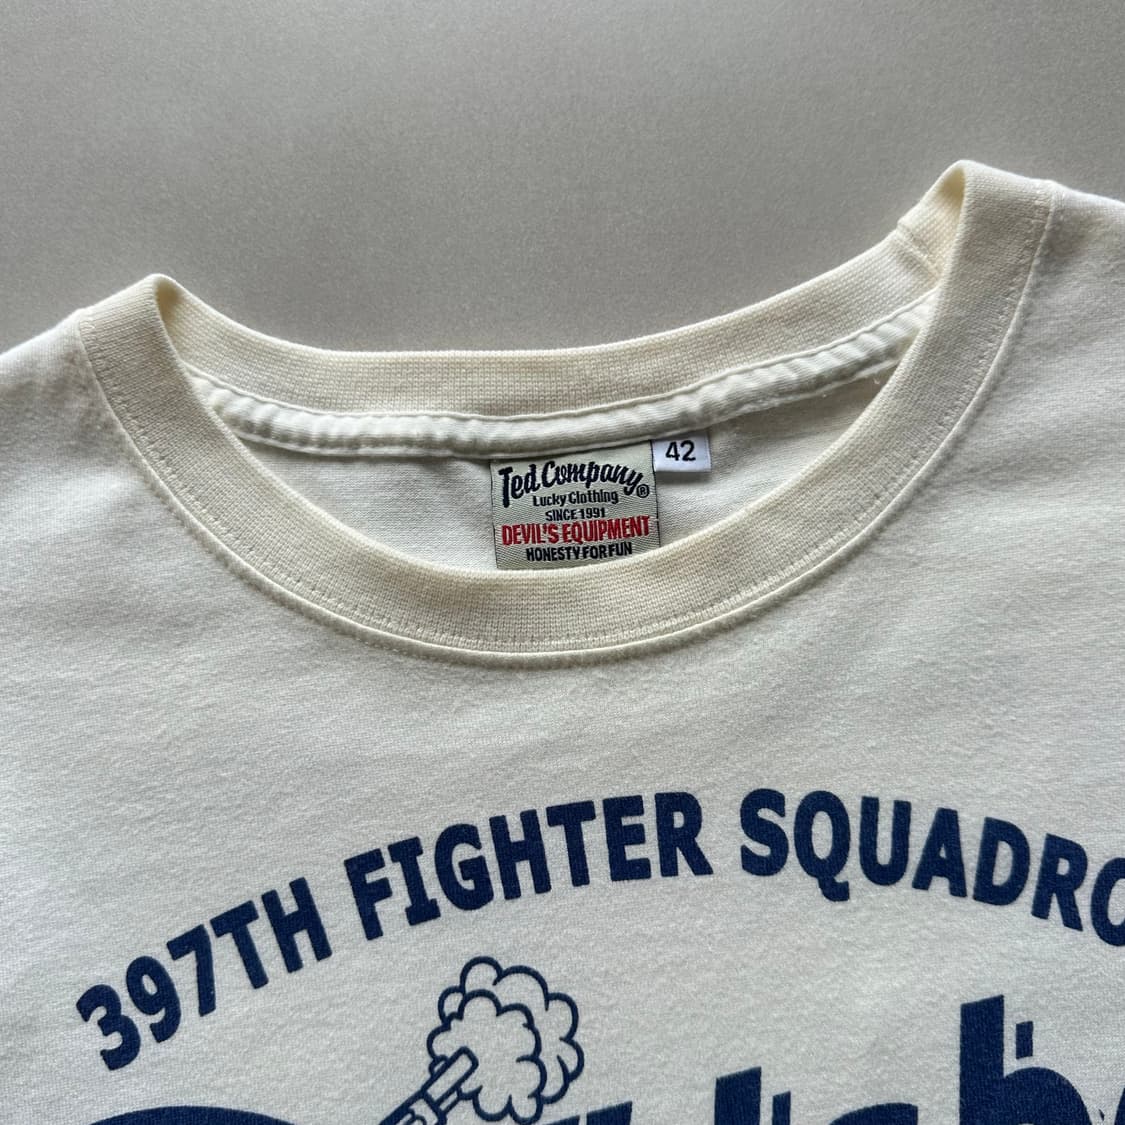 42
Ted Company®
Lucky Clothing
SINCE 1991
DEVIL'S EQUIPMENT
HONESTY FOR FUN
397TH FIGHTER SQUADRO